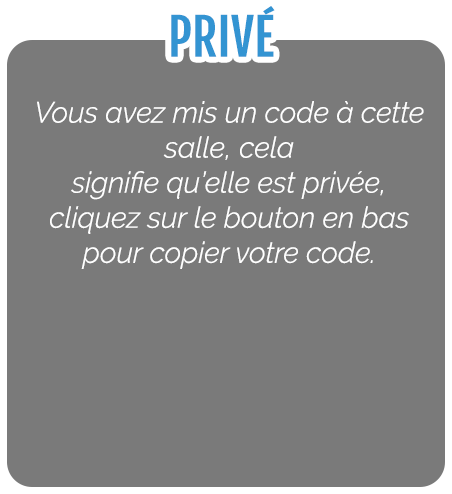 PRIVÉ
Vous avez mis un code à cette
salle, cela
signifie qu'elle est privée,
cliquez sur le bouton en bas
pour copier votre code.